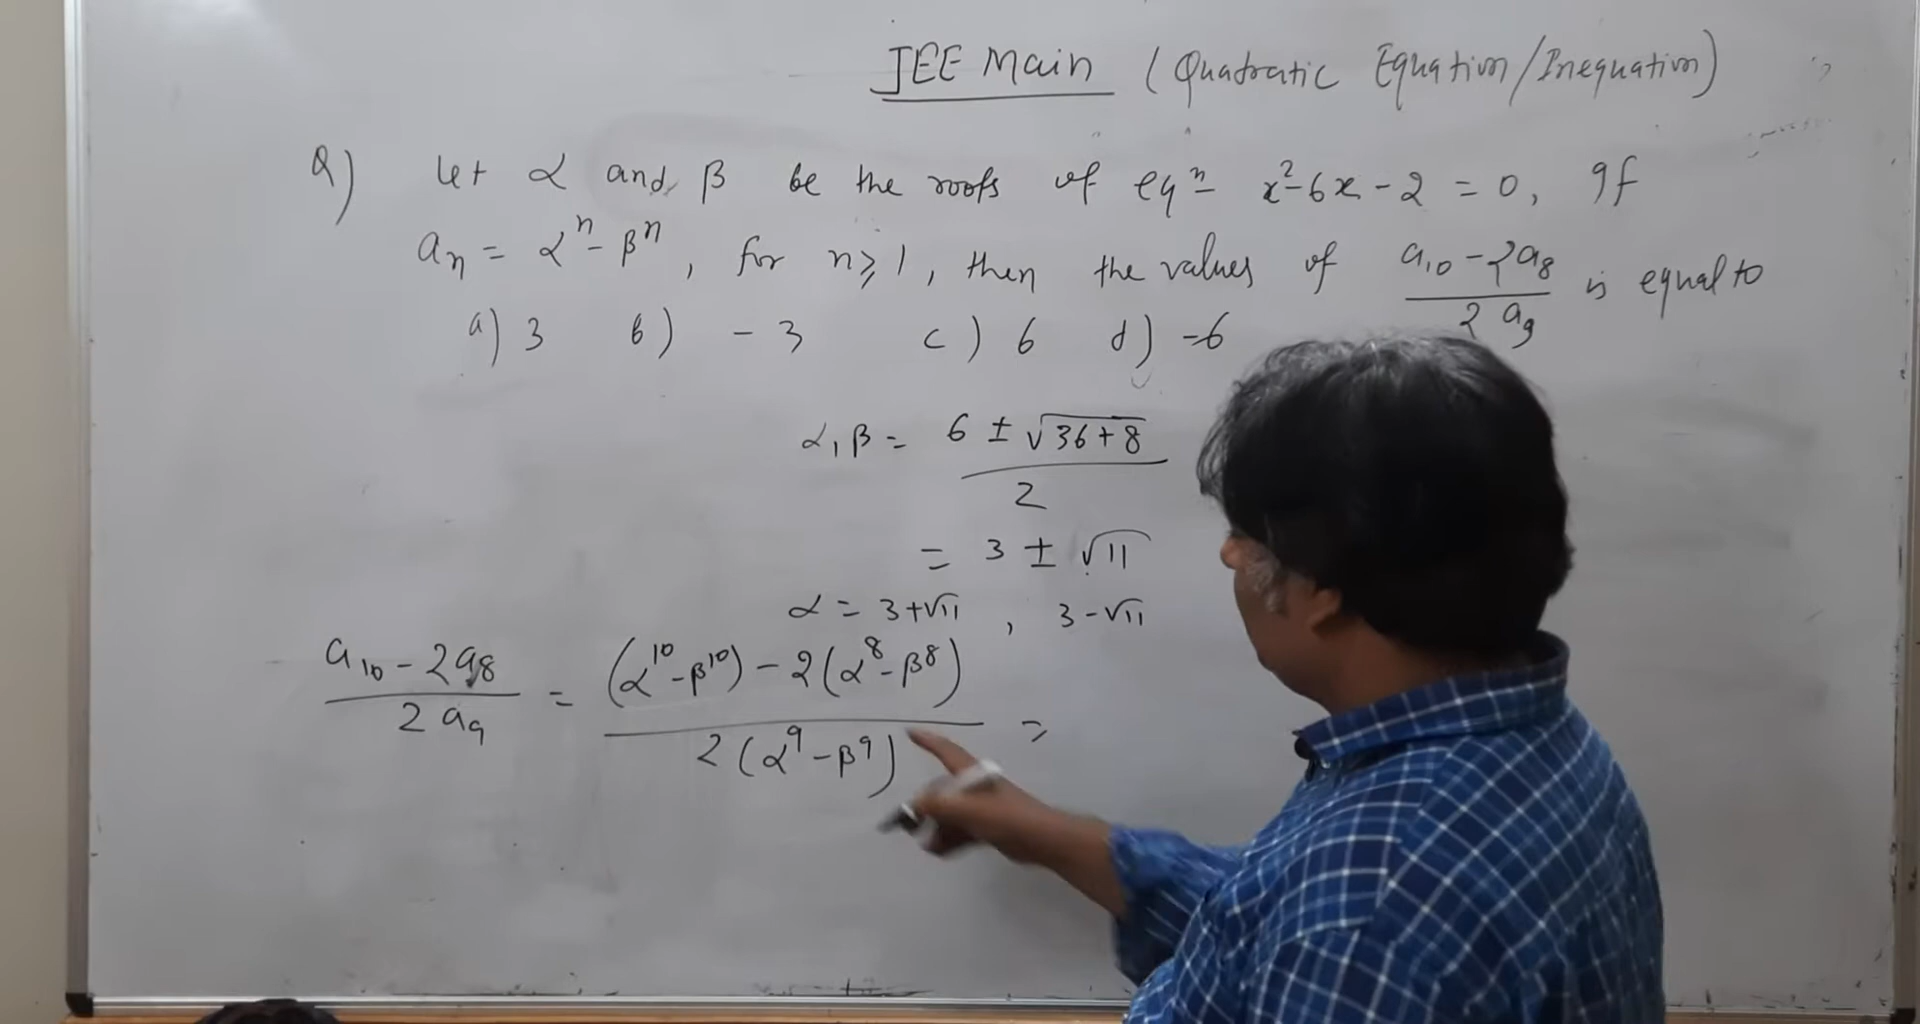 JEE Main (Quadratic Equation/Inequation)
Q) Let α and β be the roots of eqⁿ x²-6x-2 = 0, If
aₙ = αⁿ-βⁿ, for n≥1, then the values of (a₁₀-2a₈)/(2a₉) is equal to
a) 3 b) -3 c) 6 d) -6
α,β = (6 ± √(36+8))/2
= 3 ± √11
α = 3+√11, 3-√11
(a₁₀-2a₈)/(2a₉) = ((α¹⁰-β¹⁰)-2(α⁸-β⁸))/(2(α⁹-β⁹)) =